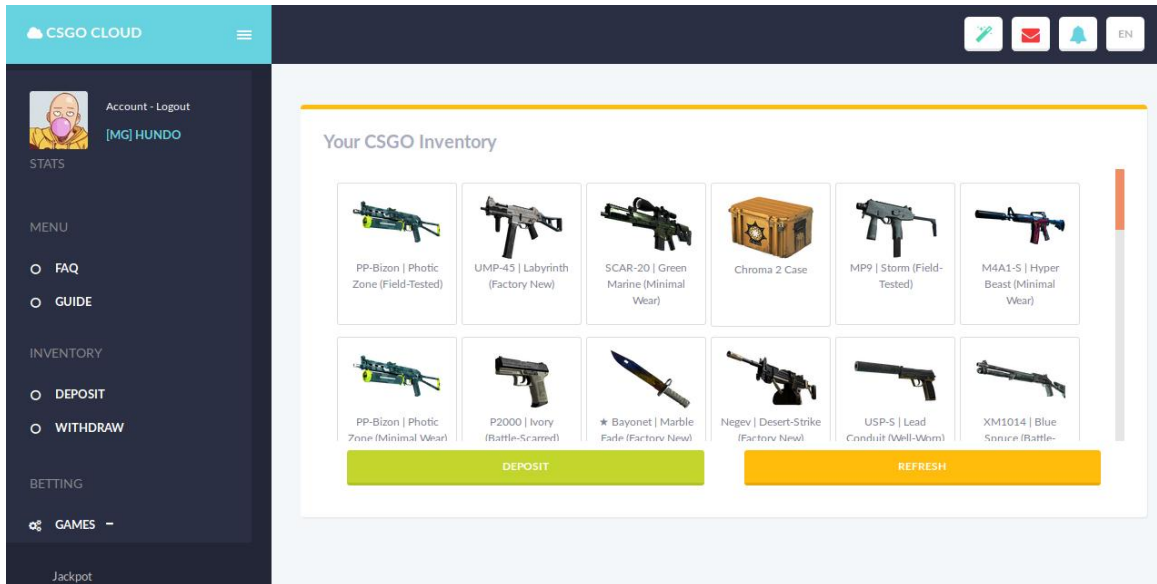 CSGO CLOUD
EN
Account - Logout
[MG] HUNDO
STATS
MENU
FAQ
GUIDE
INVENTORY
DEPOSIT
WITHDRAW
BETTING
GAMES
Jackpot
Your CSGO Inventory
PP-Bizon | Photic
Zone (Field-Tested)
UMP-45 | Labyrinth
(Factory New)
SCAR-20 | Green
Marine (Minimal
Wear)
Chroma 2 Case
MP9 | Storm (Field-
Tested)
M4A1-S | Hyper
Beast (Minimal
Wear)
PP-Bizon | Photic
Zone (Minimal Wear)
P2000 | Ivory
(Battle-Scarred)
★ Bayonet | Marble
Fade (Factory New)
Negev | Desert-Strike
(Factory New)
USP-S | Lead
Conduit (Well-Worn)
XM1014 | Blue
Spruce (Battle-
DEPOSIT
REFRESH